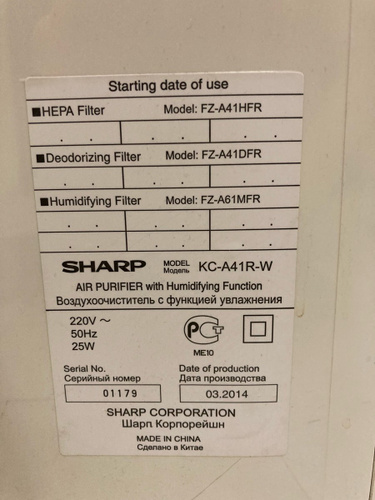 Starting date of use
■HEPA Filter Model: FZ-A41HFR
. . . . . .
. . . . . .
■Deodorizing Filter Model: FZ-A41DFR
. . . . . .
■Humidifying Filter Model: FZ-A61MFR
. . . . . .
. . . . . .
SHARP MODEL Модель KC-A41R-W
AIR PURIFIER with Humidifying Function
Воздухоочиститель с функцией увлажнения
220V ~
50Hz
25W
РСТ
ME10
Serial No. Date of production
Серийный номер Дата производства
01179 03.2014
SHARP CORPORATION
Шарп Корпорейшн
MADE IN CHINA
Сделано в Китае